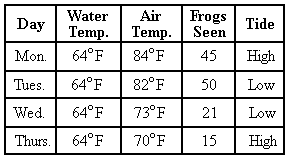 Day Water Temp. Air Temp. Frogs Seen Tide
Mon. 64°F 84°F 45 High
Tues. 64°F 82°F 50 Low
Wed. 64°F 73°F 21 Low
Thurs. 64°F 70°F 15 High